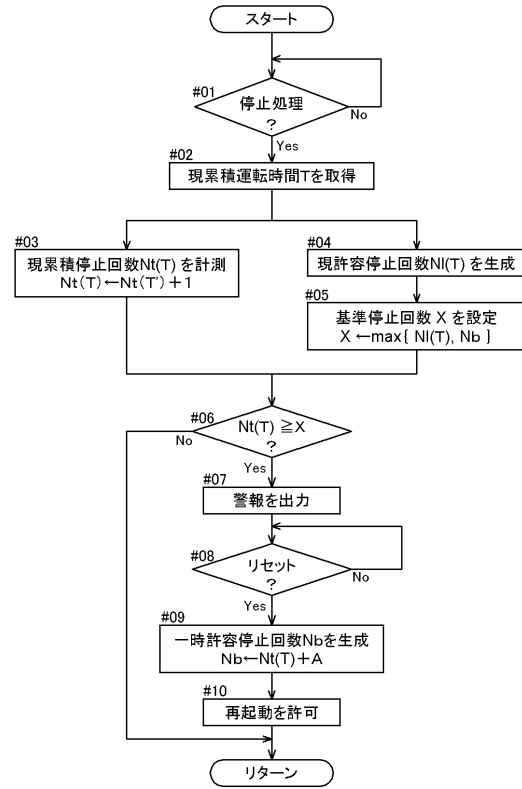 スタート
#01
停止処理
?
No
Yes
#02
現累積運転時間Tを取得
#03
現累積停止回数Nt(T) を計測
Nt(T)←Nt(T')+1
#04
現許容停止回数Nl(T) を生成
#05
基準停止回数 X を設定
X ←max{ Nl(T), Nb }
#06
Nt(T) ≧X
?
No
Yes
#07
警報を出力
#08
リセット
?
No
Yes
#09
一時許容停止回数Nbを生成
Nb←Nt(T)+A
#10
再起動を許可
リターン